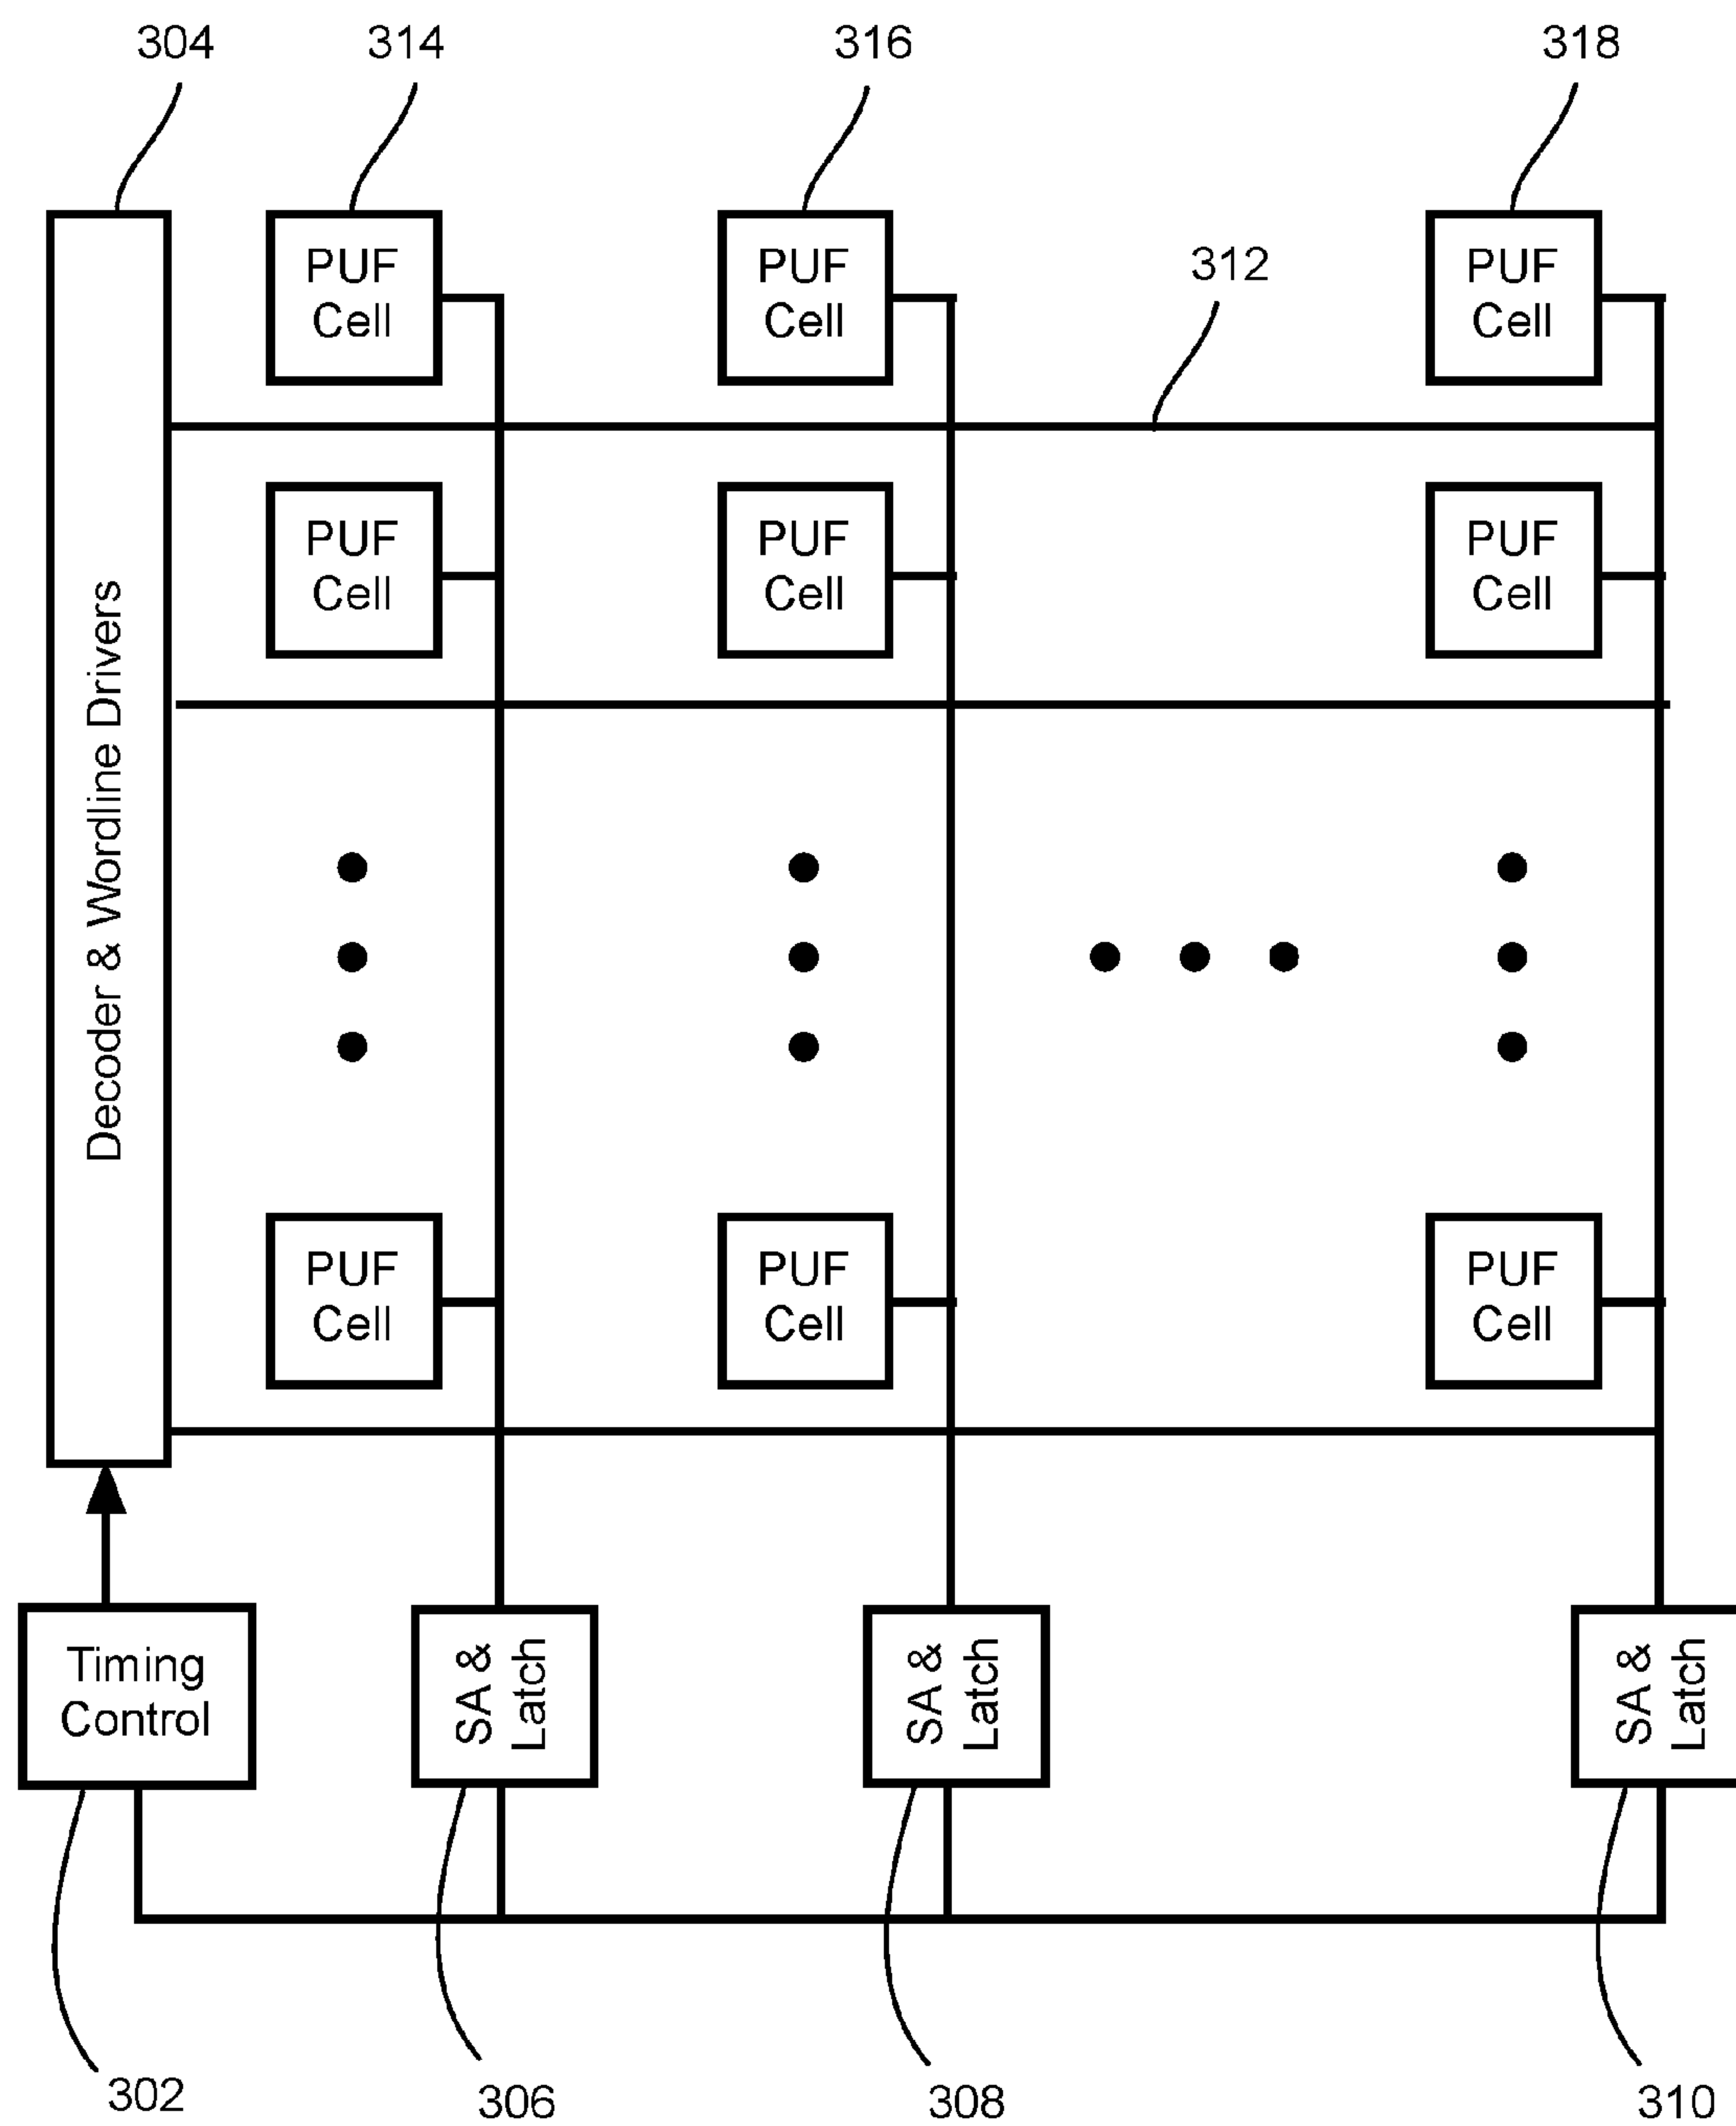 304
314
316
318
312
PUF
Cell
PUF
Cell
PUF
Cell
Decoder & Wordline Drivers
PUF
Cell
PUF
Cell
PUF
Cell
PUF
Cell
PUF
Cell
PUF
Cell
Timing
Control
SA &
Latch
SA &
Latch
SA &
Latch
302
306
308
310